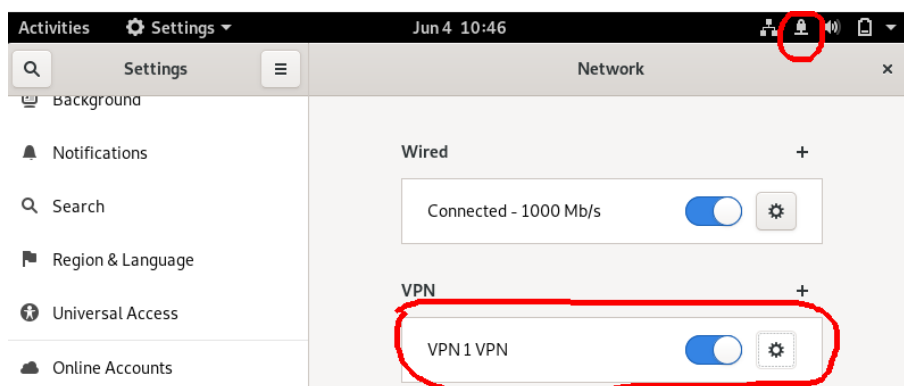 Activities Settings Jun 4 10:46
Settings Network
Background
Notifications Wired
Search Connected - 1000 Mb/s
Region & Language
VPN
Universal Access
VPN 1 VPN
Online Accounts